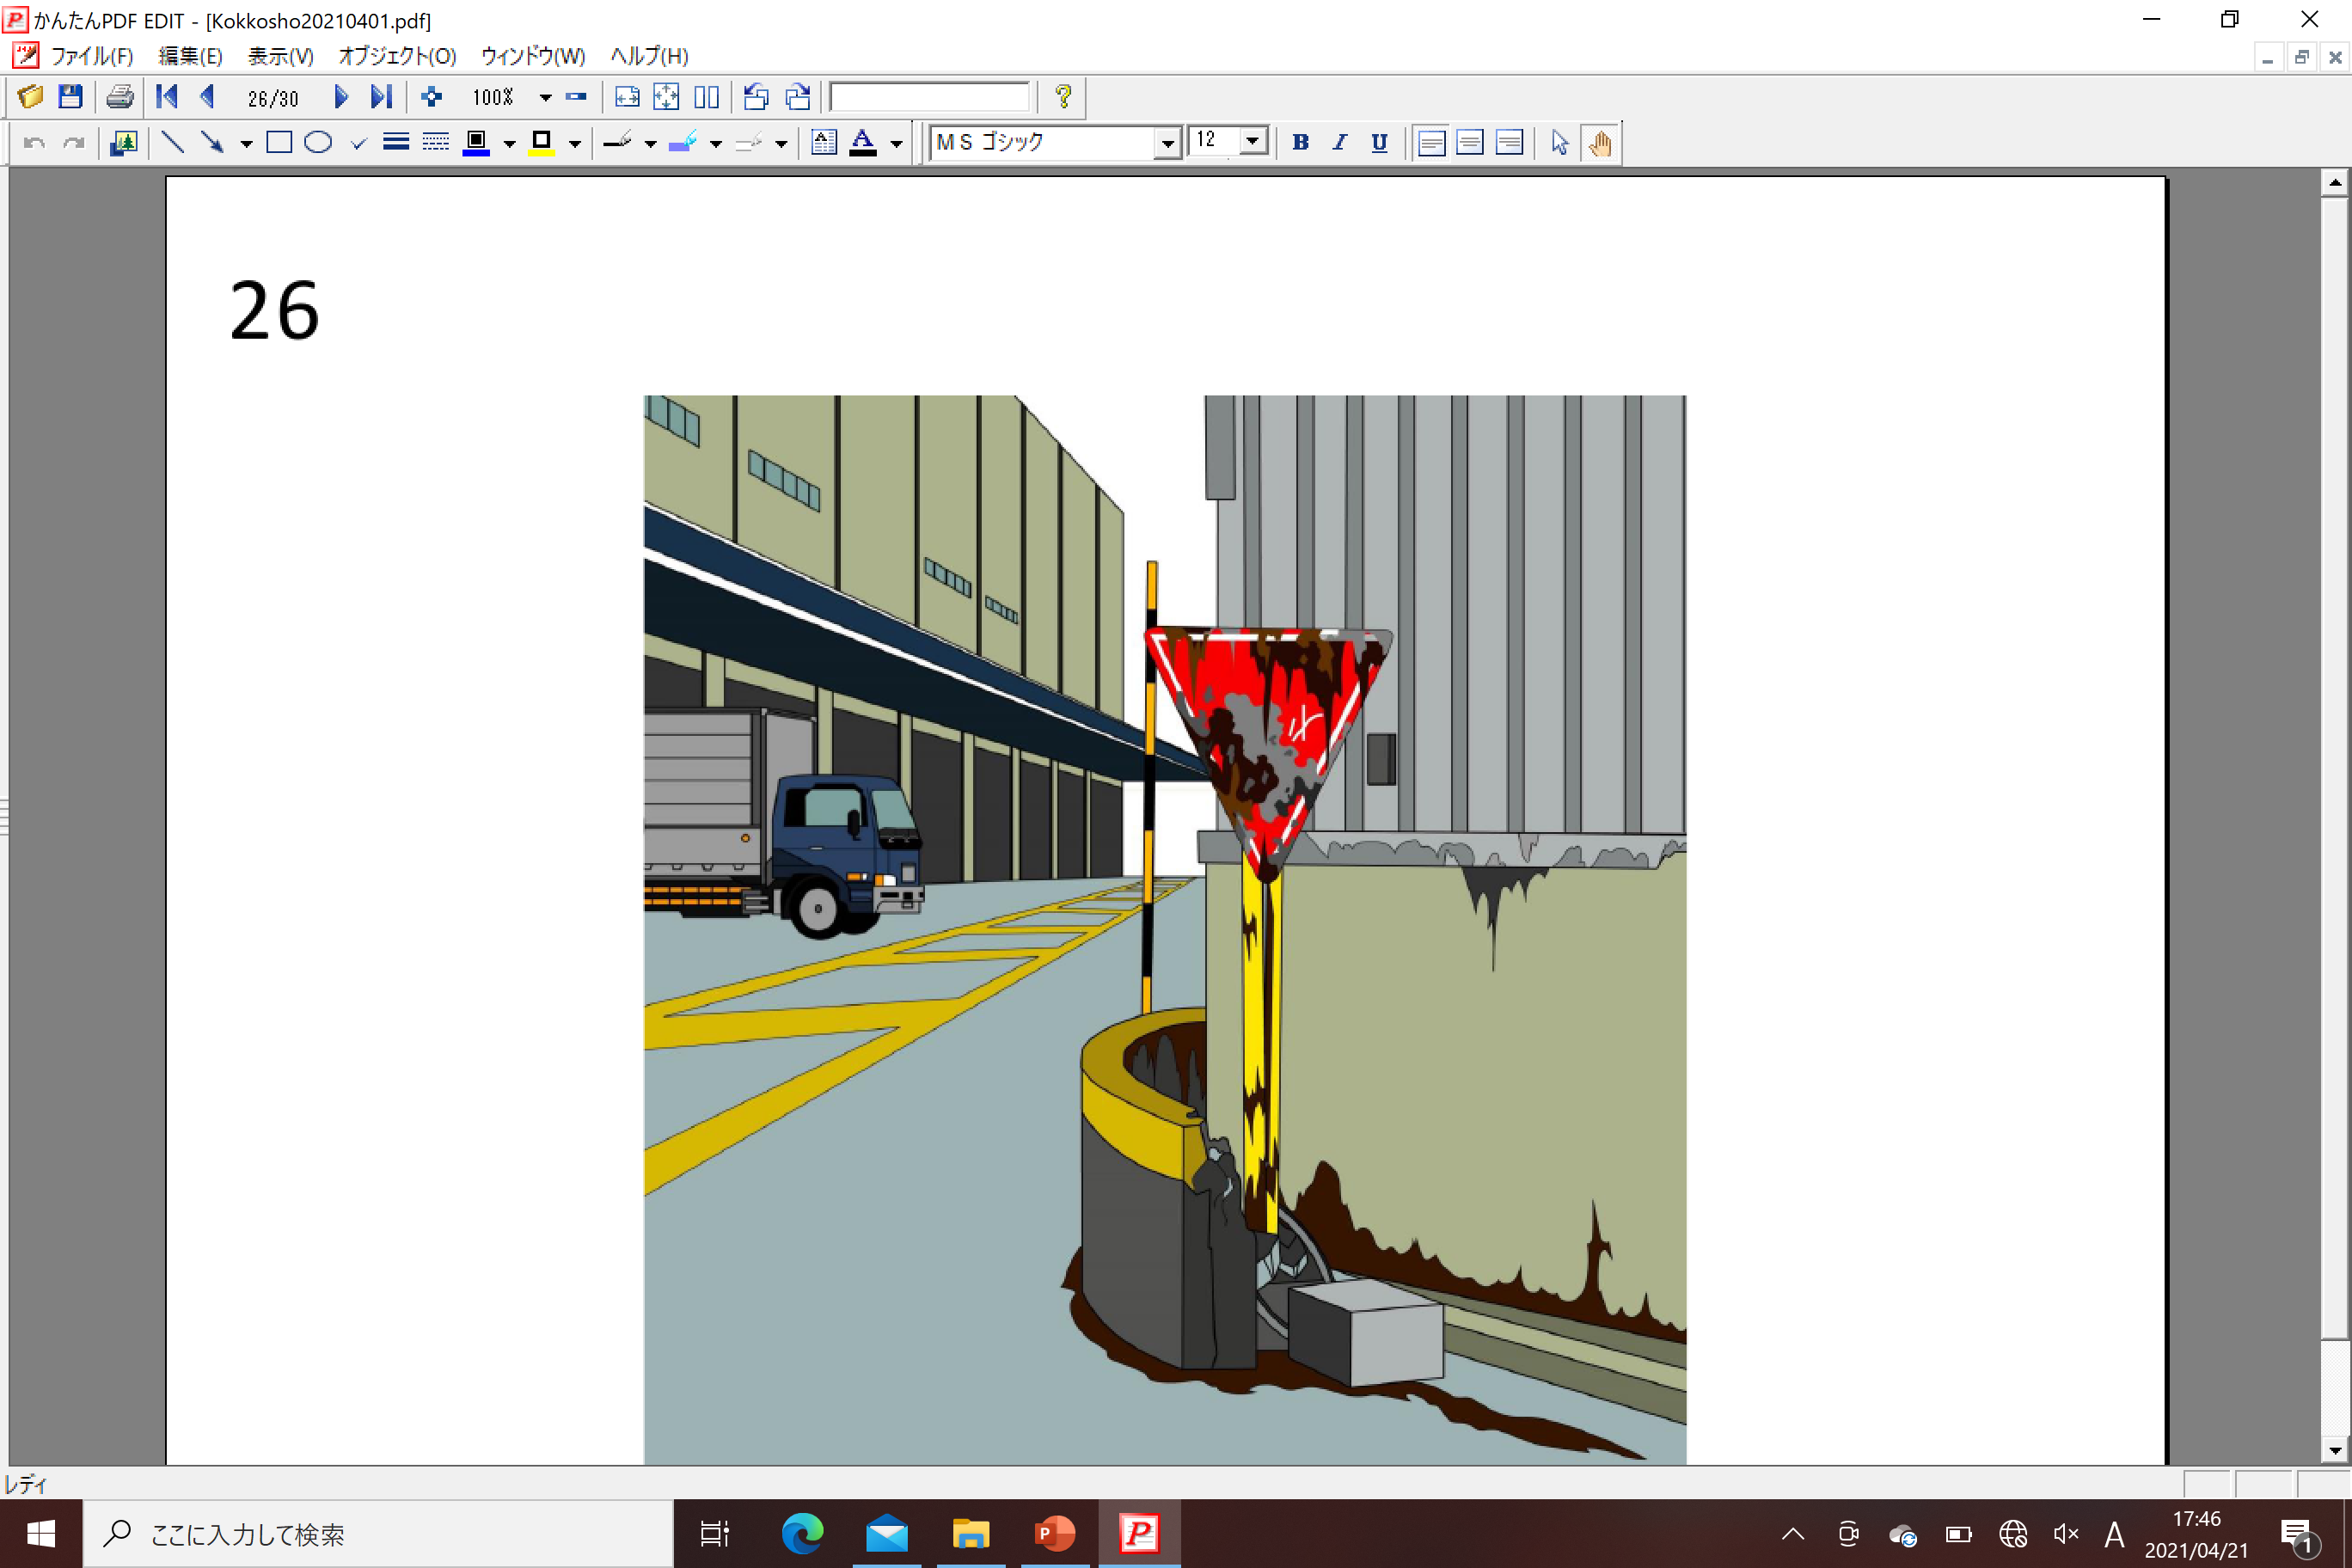 かんたんPDF EDIT - [Kokkosho20210401.pdf]
ファイル(F) 編集(E) 表示(V) オブジェクト(O) ウィンドウ(W) ヘルプ(H)
26/30 100%
ＭＳ ゴシック 12 B I U
26
レディ
ここに入力して検索
A
17:46
2021/04/21
1